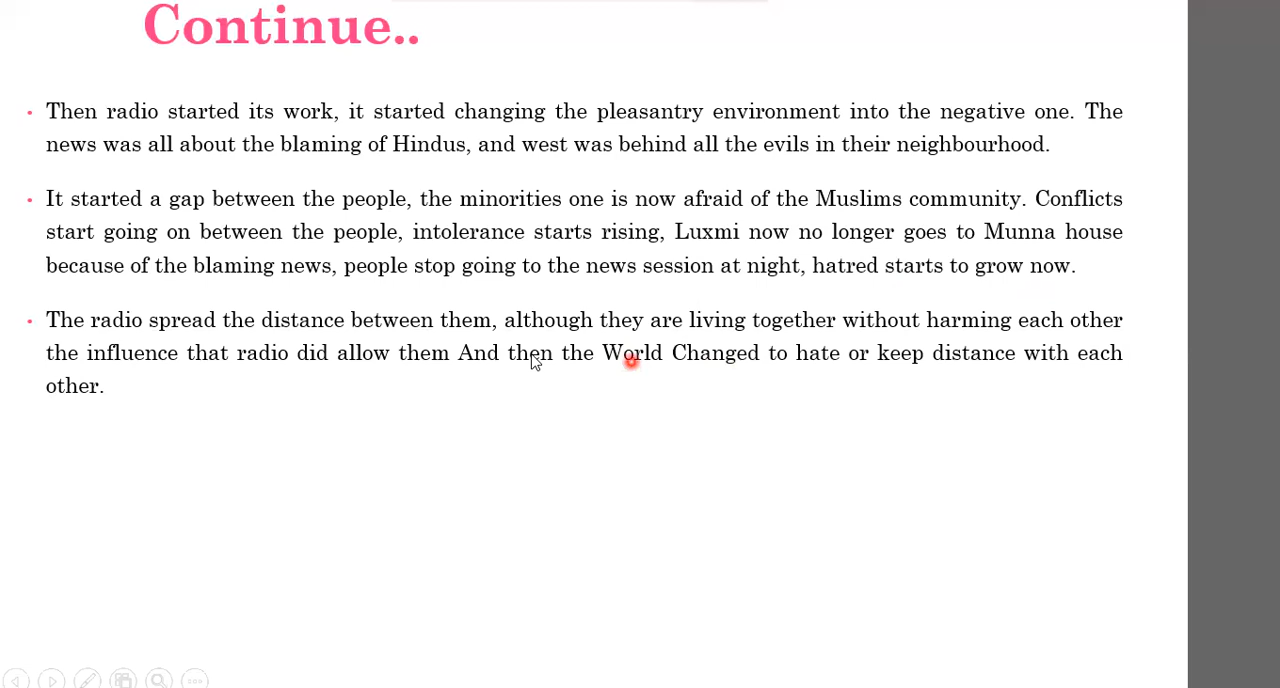 Continue..
• Then radio started its work, it started changing the pleasantry environment into the negative one. The
news was all about the blaming of Hindus, and west was behind all the evils in their neighbourhood.
• It started a gap between the people, the minorities one is now afraid of the Muslims community. Conflicts
start going on between the people, intolerance starts rising, Luxmi now no longer goes to Munna house
because of the blaming news, people stop going to the news session at night, hatred starts to grow now.
• The radio spread the distance between them, although they are living together without harming each other
the influence that radio did allow them And then the World Changed to hate or keep distance with each
other.